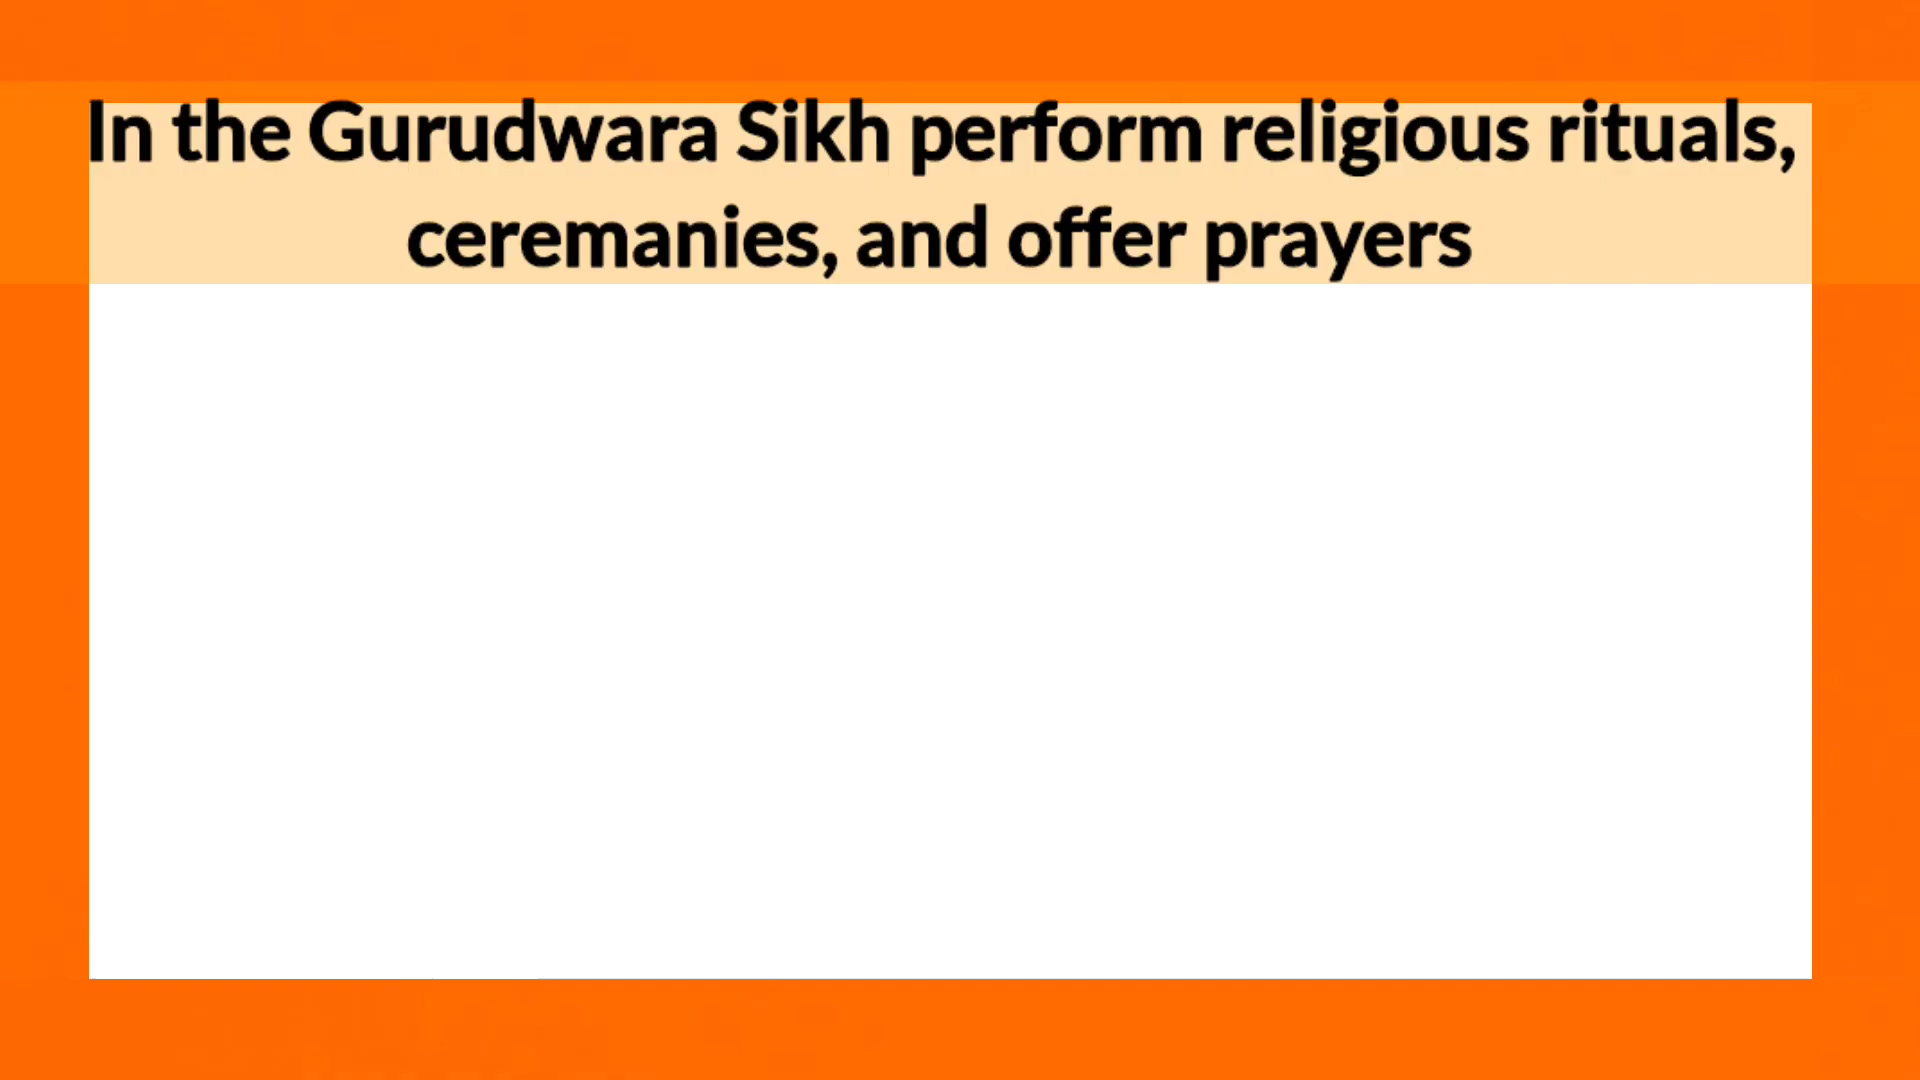 In the Gurudwara Sikh perform religious rituals,
ceremanies, and offer prayers